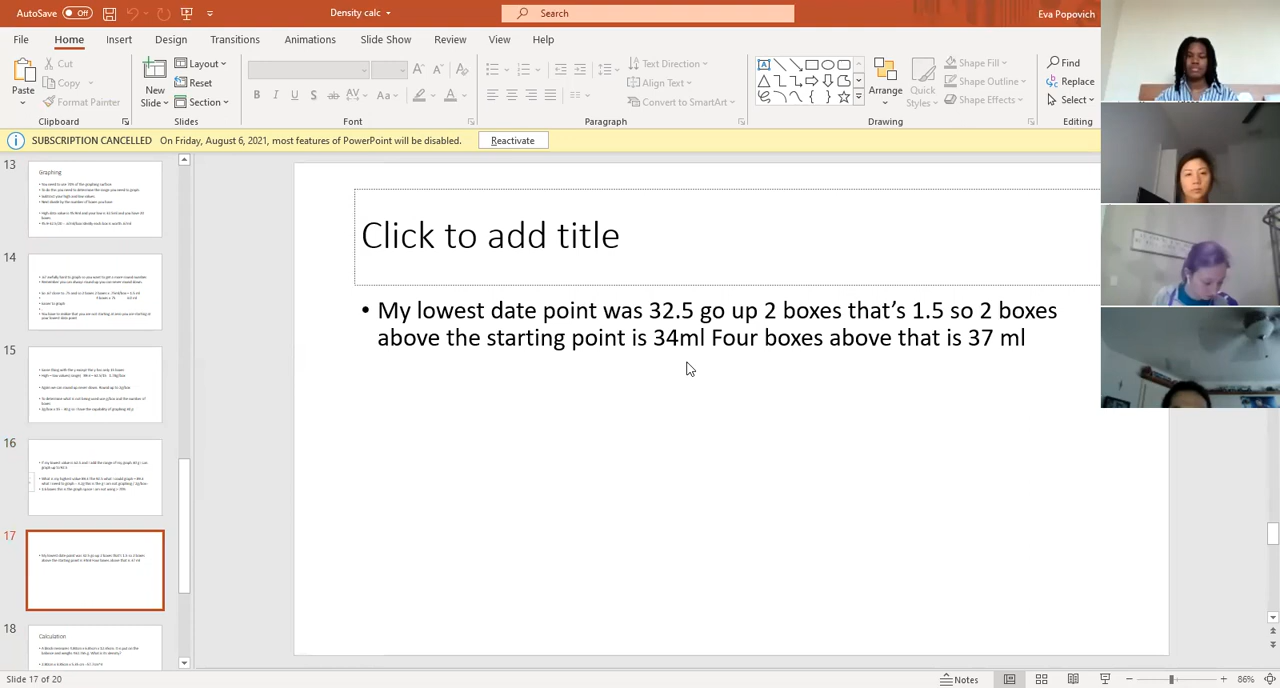 AutoSave Off Density calc Search Eva Popovich
File Home Insert Design Transitions Animations Slide Show Review View Help
Paste Cut Copy Format Painter Clipboard
New Slide Layout Reset Section Slides
B I U S ab AV Aa A Font
Text Direction Align Text Convert to SmartArt Paragraph
Arrange Quick Styles Shape Fill Shape Outline Shape Effects Drawing
Find Replace Select Editing
SUBSCRIPTION CANCELLED On Friday, August 6, 2021, most features of PowerPoint will be disabled. Reactivate
13
Graphing
14
15
16
17
18
Calculation
Click to add title
• My lowest date point was 32.5 go up 2 boxes that’s 1.5 so 2 boxes
above the starting point is 34ml Four boxes above that is 37 ml
Slide 17 of 20 Notes 86%